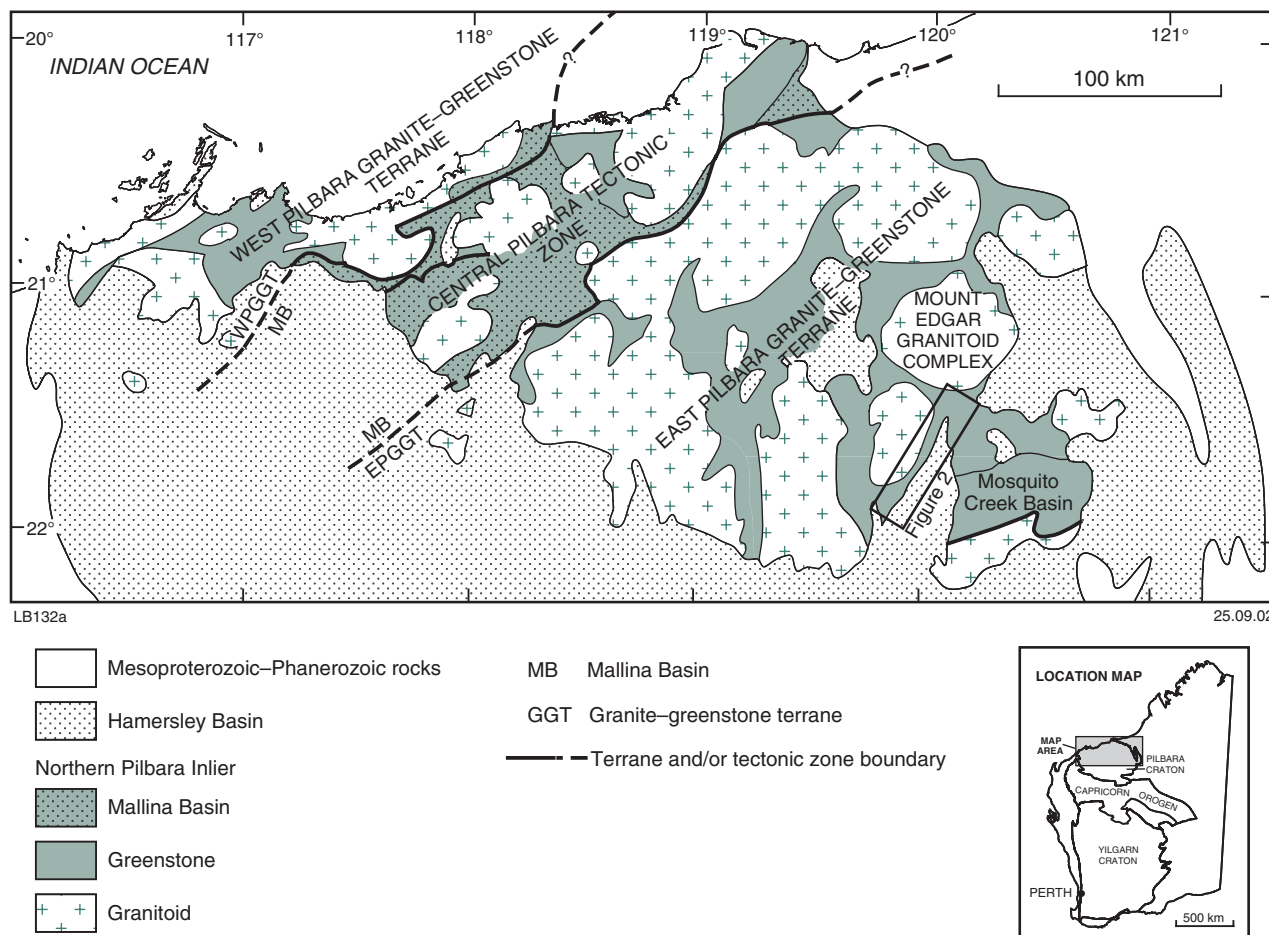 20°
117°
118°
119°
120°
121°
INDIAN OCEAN
?
?
100 km
WEST PILBARA GRANITE–GREENSTONE
TERRANE
CENTRAL PILBARA TECTONIC
ZONE
21°
WPGGT
MB
EAST PILBARA GRANITE–GREENSTONE
TERRANE
MOUNT
EDGAR
GRANITOID
COMPLEX
MB
EPGGT
Figure 2
Mosquito
Creek Basin
22°
LB132a
25.09.02
Mesoproterozoic–Phanerozoic rocks
Hamersley Basin
Northern Pilbara Inlier
Mallina Basin
Greenstone
Granitoid
MB Mallina Basin
GGT Granite–greenstone terrane
Terrane and/or tectonic zone boundary
LOCATION MAP
MAP
AREA
PILBARA
CRATON
CAPRICORN OROGEN
YILGARN
CRATON
PERTH
500 km